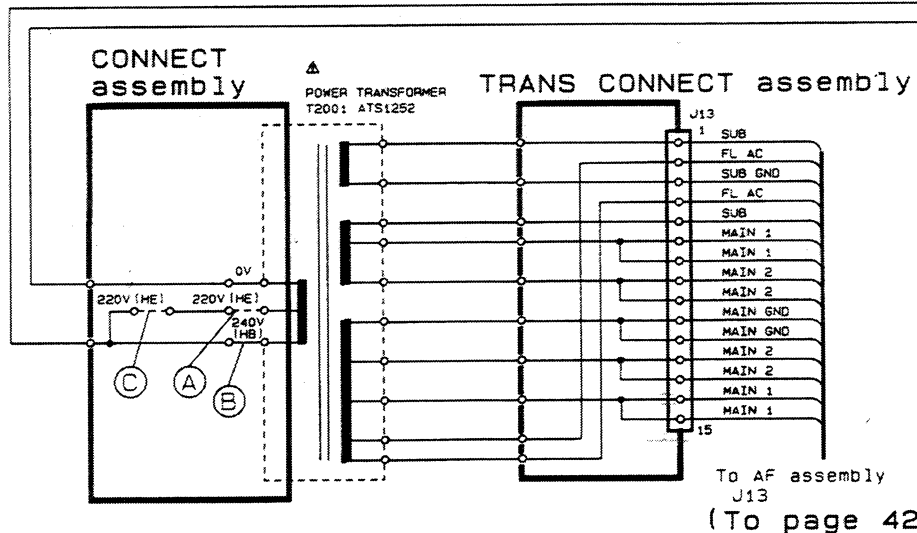 CONNECT
assembly
POWER TRANSFORMER
T2001 ATS1252
TRANS CONNECT assembly
J13
1
SUB
FL AC
SUB GND
FL AC
SUB
MAIN 1
MAIN 1
MAIN 2
MAIN 2
MAIN GND
MAIN GND
MAIN 2
MAIN 2
MAIN 1
MAIN 1
15
0V
220V (HE)
220V (HE)
240V
(HB)
C
A
B
To AF assembly
J13
(To page 42